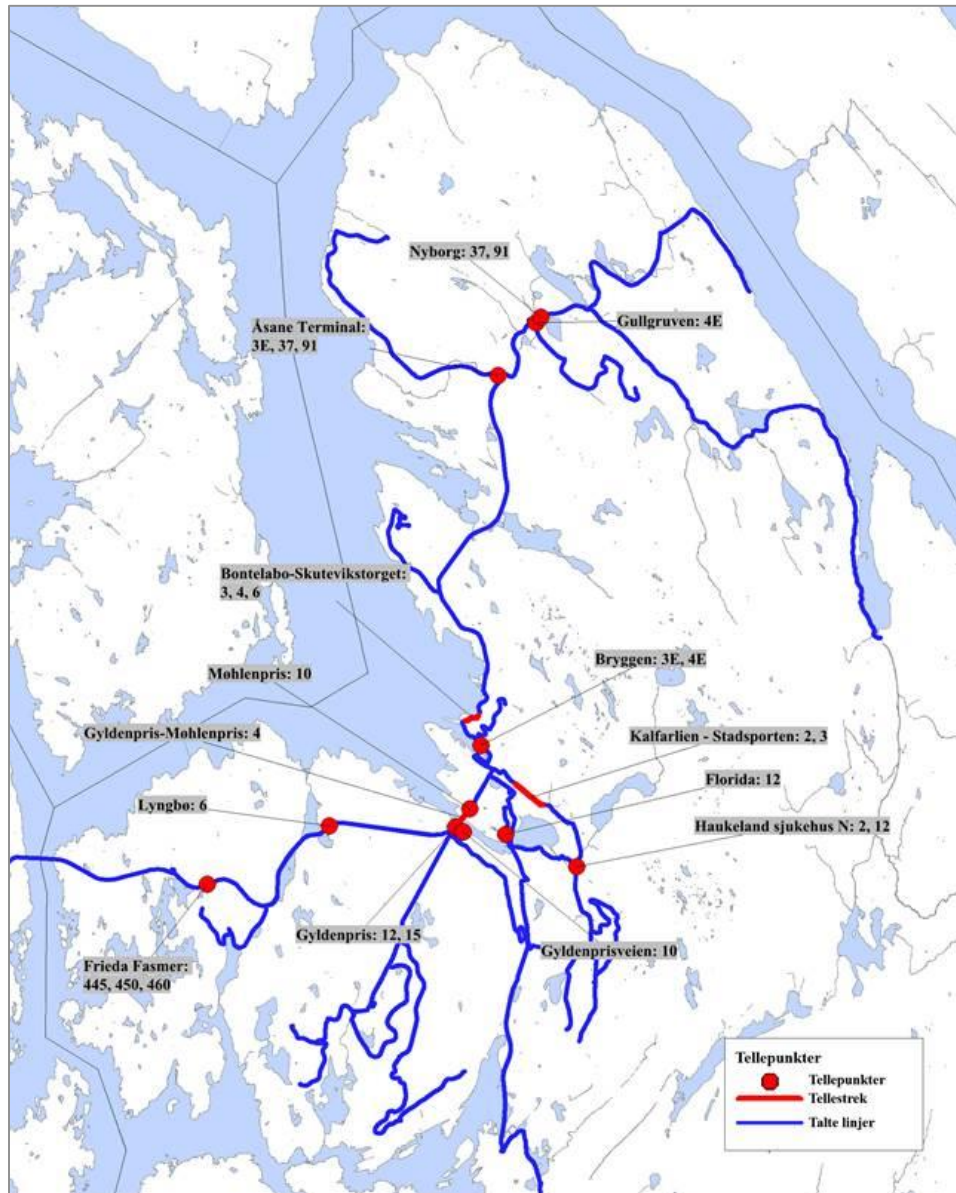 Nyborg: 37, 91
Gullgruven: 4E
Åsane Terminal:
3E, 37, 91
Bontelabo-Skutevikstorget:
3, 4, 6
Bryggen: 3E, 4E
Møhlenpris: 10
Gyldenpris-Møhlenpris: 4
Kalfarlien - Stadsporten: 2, 3
Florida: 12
Lyngbø: 6
Haukeland sjukehus N: 2, 12
Gyldenpris: 12, 15
Gyldenprisveien: 10
Frieda Fasmer:
445, 450, 460
Tellepunkter
Tellepunkter
Tellestrek
Talte linjer